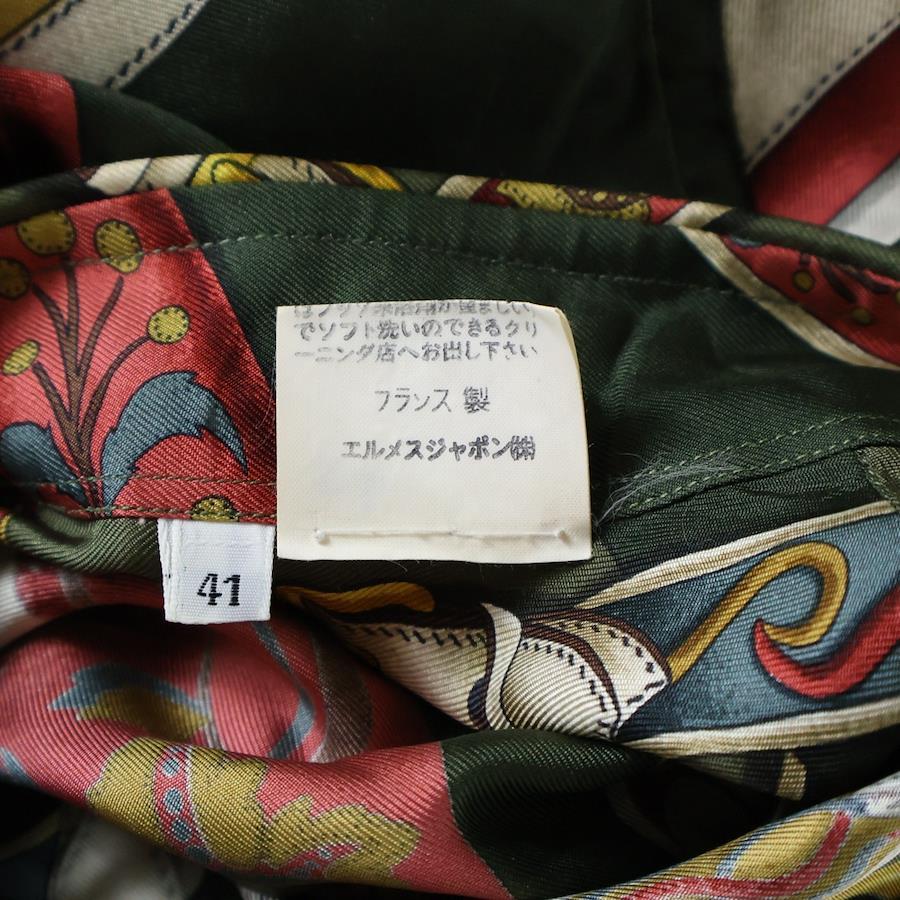 でソフト洗いのできるクリ
ーニング店へお出し下さい
フランス製
エルメスジャポン㈱
41